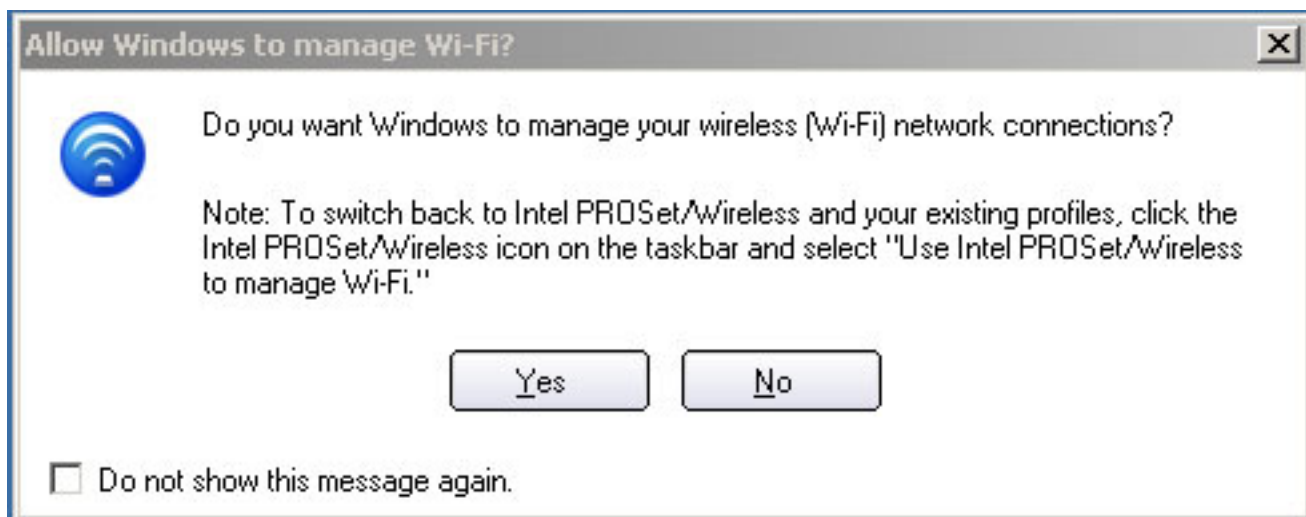 Allow Windows to manage Wi-Fi?
Do you want Windows to manage your wireless (Wi-Fi) network connections?
Note: To switch back to Intel PROSet/Wireless and your existing profiles, click the
Intel PROSet/Wireless icon on the taskbar and select "Use Intel PROSet/Wireless
to manage Wi-Fi."
Yes No
Do not show this message again.